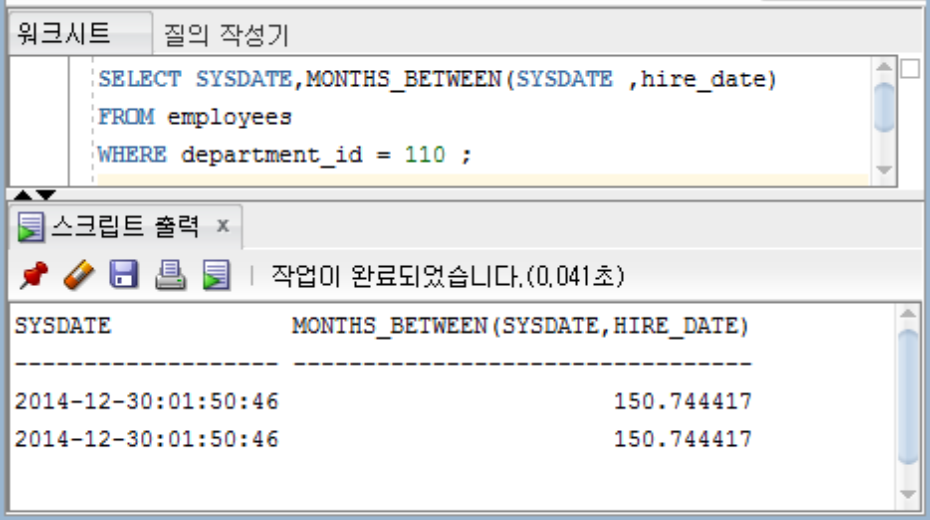 워크시트 질의 작성기
SELECT SYSDATE,MONTHS_BETWEEN(SYSDATE ,hire_date)
FROM employees
WHERE department_id = 110 ;
스크립트 출력 x
작업이 완료되었습니다.(0,041초)
SYSDATE MONTHS_BETWEEN(SYSDATE,HIRE_DATE)
------------------- ---------------------------------
2014-12-30:01:50:46 150.744417
2014-12-30:01:50:46 150.744417